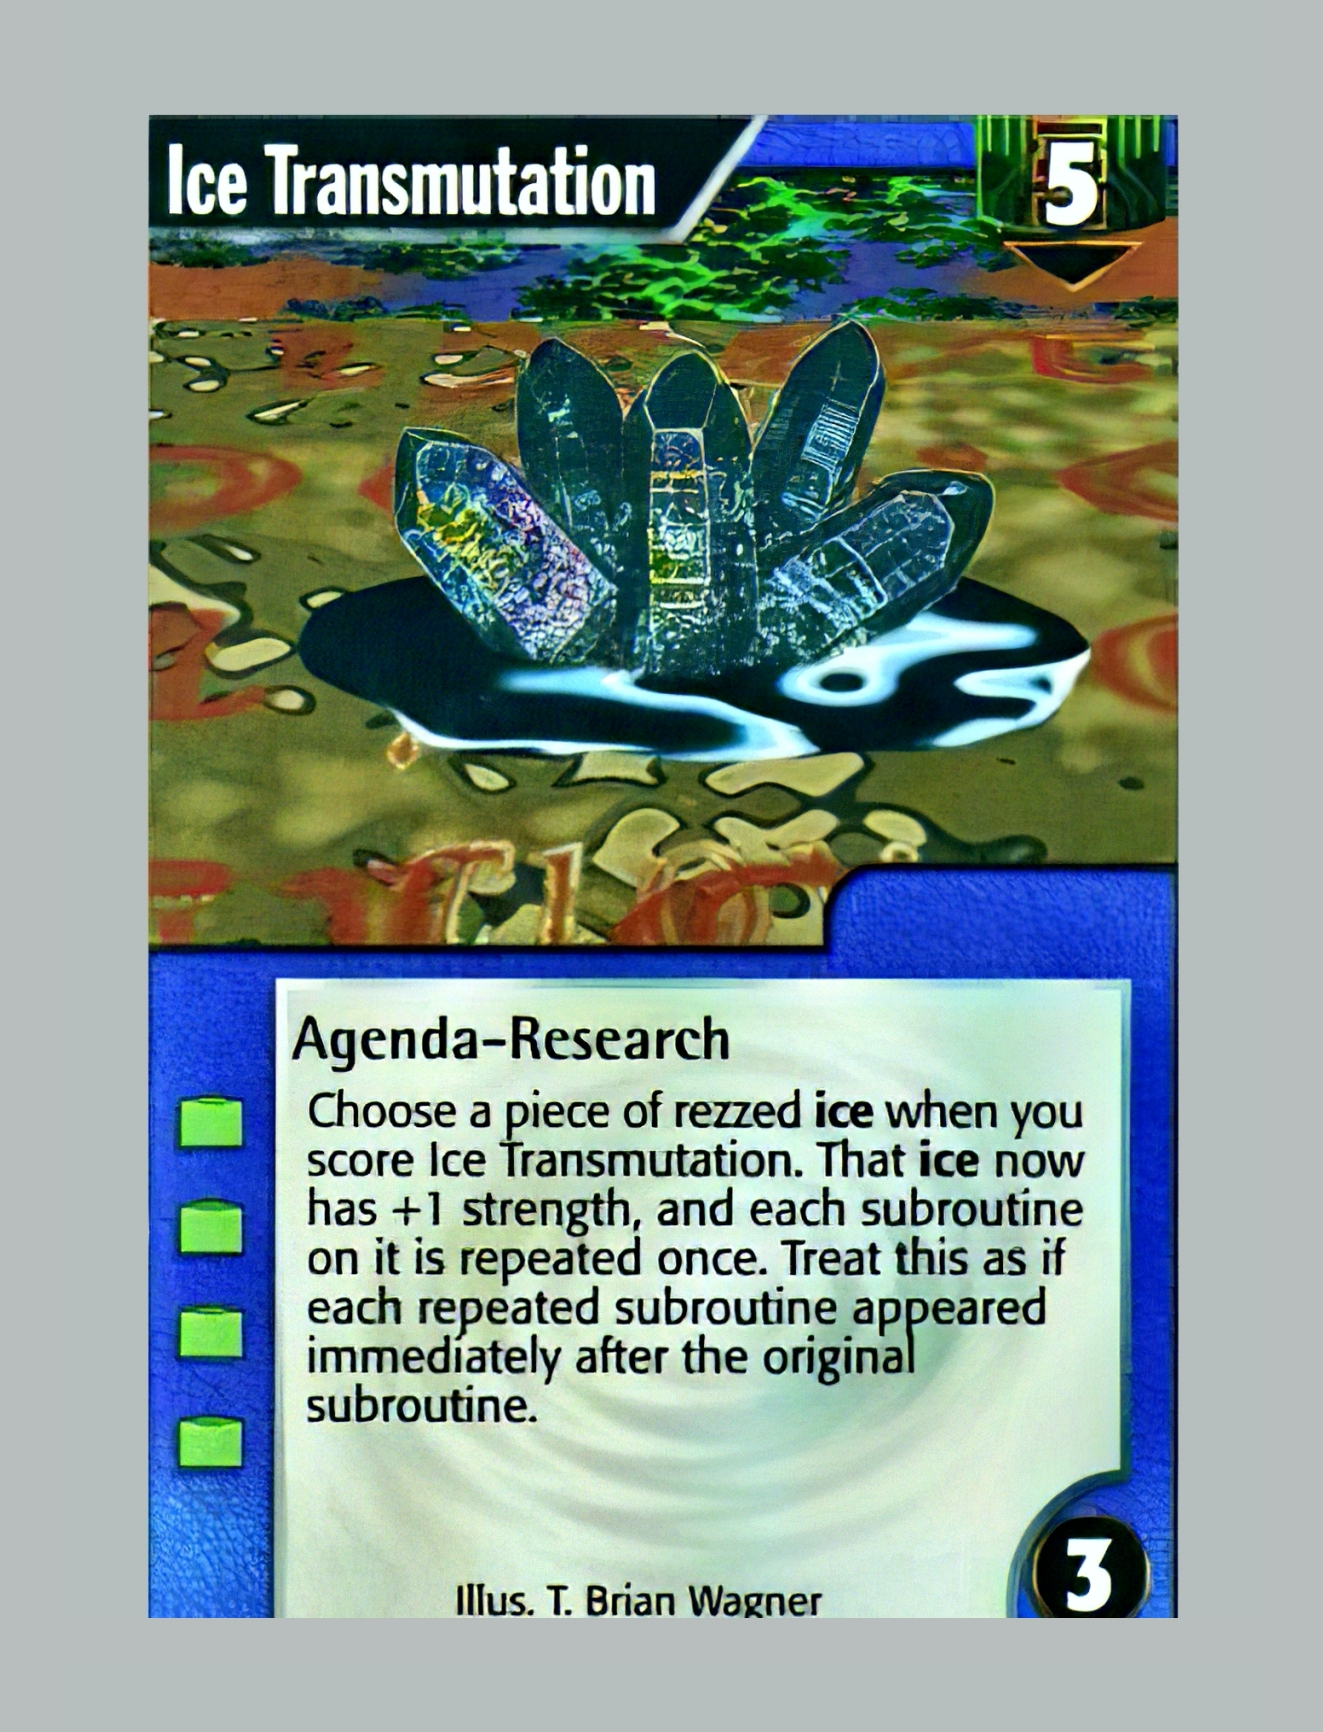 Ice Transmutation
5
Agenda-Research
Choose a piece of rezzed ice when you
score Ice Transmutation. That ice now
has +1 strength, and each subroutine
on it is repeated once. Treat this as if
each repeated subroutine appeared
immediately after the original
subroutine.
Illus. T. Brian Wagner
3